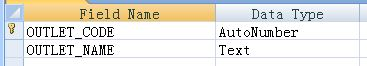 Field Name Data Type
OUTLET_CODE AutoNumber
OUTLET_NAME Text